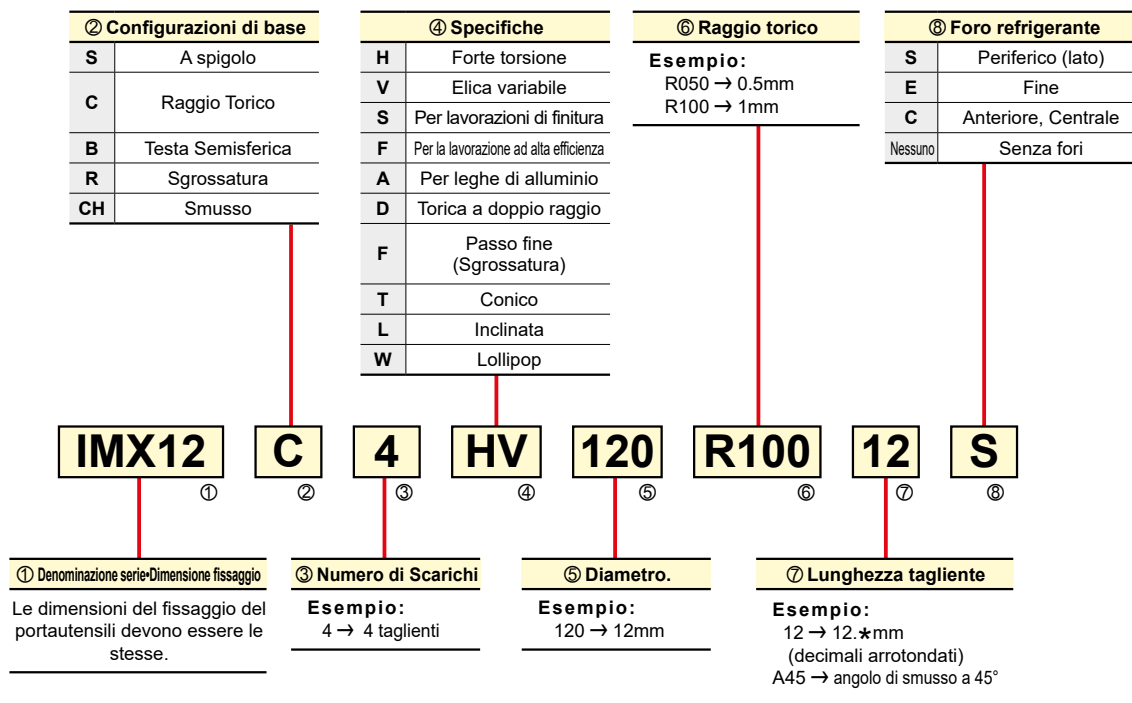 ② Configurazioni di base
S A spigolo
C Raggio Torico
B Testa Semisferica
R Sgrossatura
CH Smusso
④ Specifiche
H Forte torsione
V Elica variabile
S Per lavorazioni di finitura
F Per la lavorazione ad alta efficienza
A Per leghe di alluminio
D Torica a doppio raggio
F Passo fine
(Sgrossatura)
T Conico
L Inclinata
W Lollipop
⑥ Raggio torico
Esempio:
R050 → 0.5mm
R100 → 1mm
⑧ Foro refrigerante
S Periferico (lato)
E Fine
C Anteriore, Centrale
Nessuno Senza fori
IMX12 C 4 HV 120 R100 12 S
① ② ③ ④ ⑤ ⑥ ⑦ ⑧
① Denominazione serie•Dimensione fissaggio
Le dimensioni del fissaggio del
portautensili devono essere le
stesse.
③ Numero di Scarichi
Esempio:
4 → 4 taglienti
⑤ Diametro.
Esempio:
120 → 12mm
⑦ Lunghezza tagliente
Esempio:
12 → 12.★mm
(decimali arrotondati)
A45 → angolo di smusso a 45°